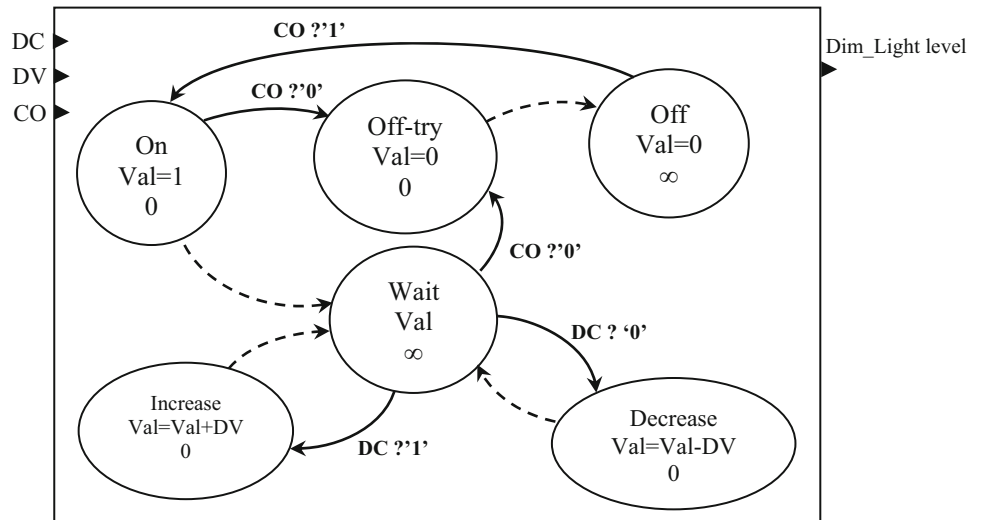 DC
DV
CO
Dim_Light level
CO ?’1’
CO ?’0’
On
Val=1
0
Off-try
Val=0
0
Off
Val=0
∞
CO ?’0’
Wait
Val
∞
DC ? ‘0’
Increase
Val=Val+DV
0
DC ?’1’
Decrease
Val=Val-DV
0